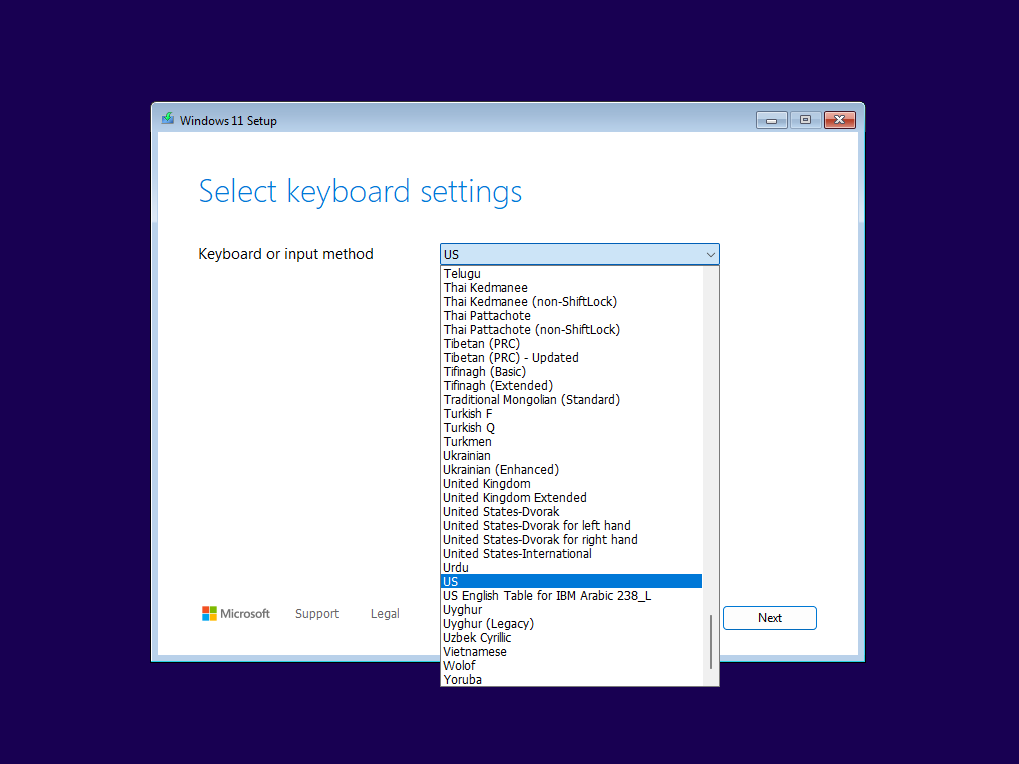 Windows 11 Setup
Select keyboard settings
Keyboard or input method
US
Telugu
Thai Kedmanee
Thai Kedmanee (non-ShiftLock)
Thai Pattachote
Thai Pattachote (non-ShiftLock)
Tibetan (PRC)
Tibetan (PRC) - Updated
Tifinagh (Basic)
Tifinagh (Extended)
Traditional Mongolian (Standard)
Turkish F
Turkish Q
Turkmen
Ukrainian
Ukrainian (Enhanced)
United Kingdom
United Kingdom Extended
United States-Dvorak
United States-Dvorak for left hand
United States-Dvorak for right hand
United States-International
Urdu
US
US English Table for IBM Arabic 238_L
Uyghur
Uyghur (Legacy)
Uzbek Cyrillic
Vietnamese
Wolof
Yoruba
Microsoft Support Legal
Next